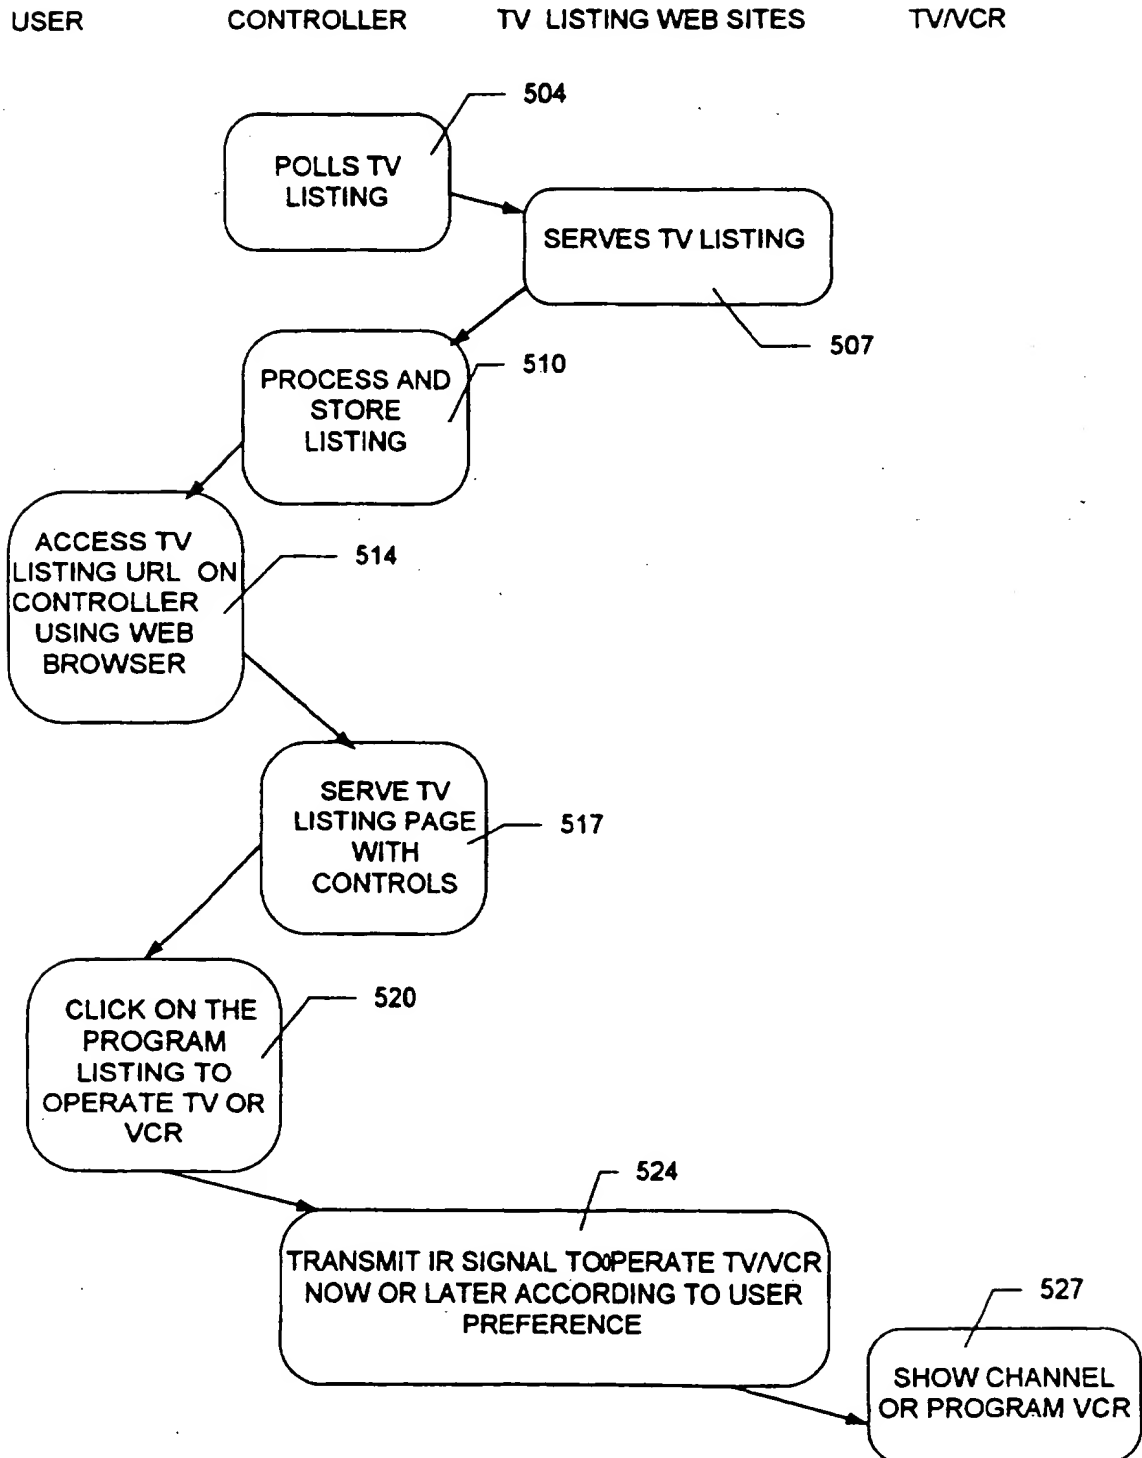 USER CONTROLLER TV LISTING WEB SITES TV/VCR
504
POLLS TV
LISTING
SERVES TV LISTING
507
510
PROCESS AND
STORE
LISTING
ACCESS TV
LISTING URL ON
CONTROLLER
USING WEB
BROWSER
514
SERVE TV
LISTING PAGE
WITH
CONTROLS
517
CLICK ON THE
PROGRAM
LISTING TO
OPERATE TV OR
VCR
520
524
TRANSMIT IR SIGNAL TO OPERATE TV/VCR
NOW OR LATER ACCORDING TO USER
PREFERENCE
527
SHOW CHANNEL
OR PROGRAM VCR